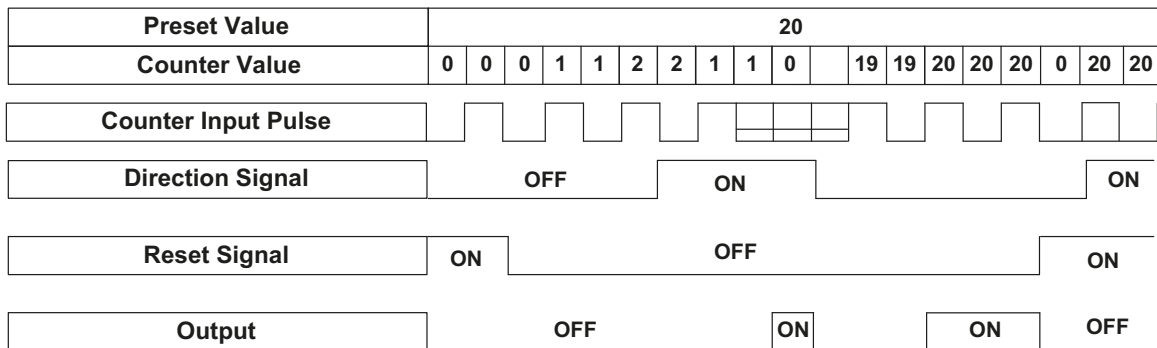 Preset Value 20
Counter Value 0 0 0 1 1 2 2 1 1 0 19 19 20 20 20 0 20 20
Counter Input Pulse
Direction Signal OFF ON ON
Reset Signal ON OFF ON
Output OFF ON ON OFF